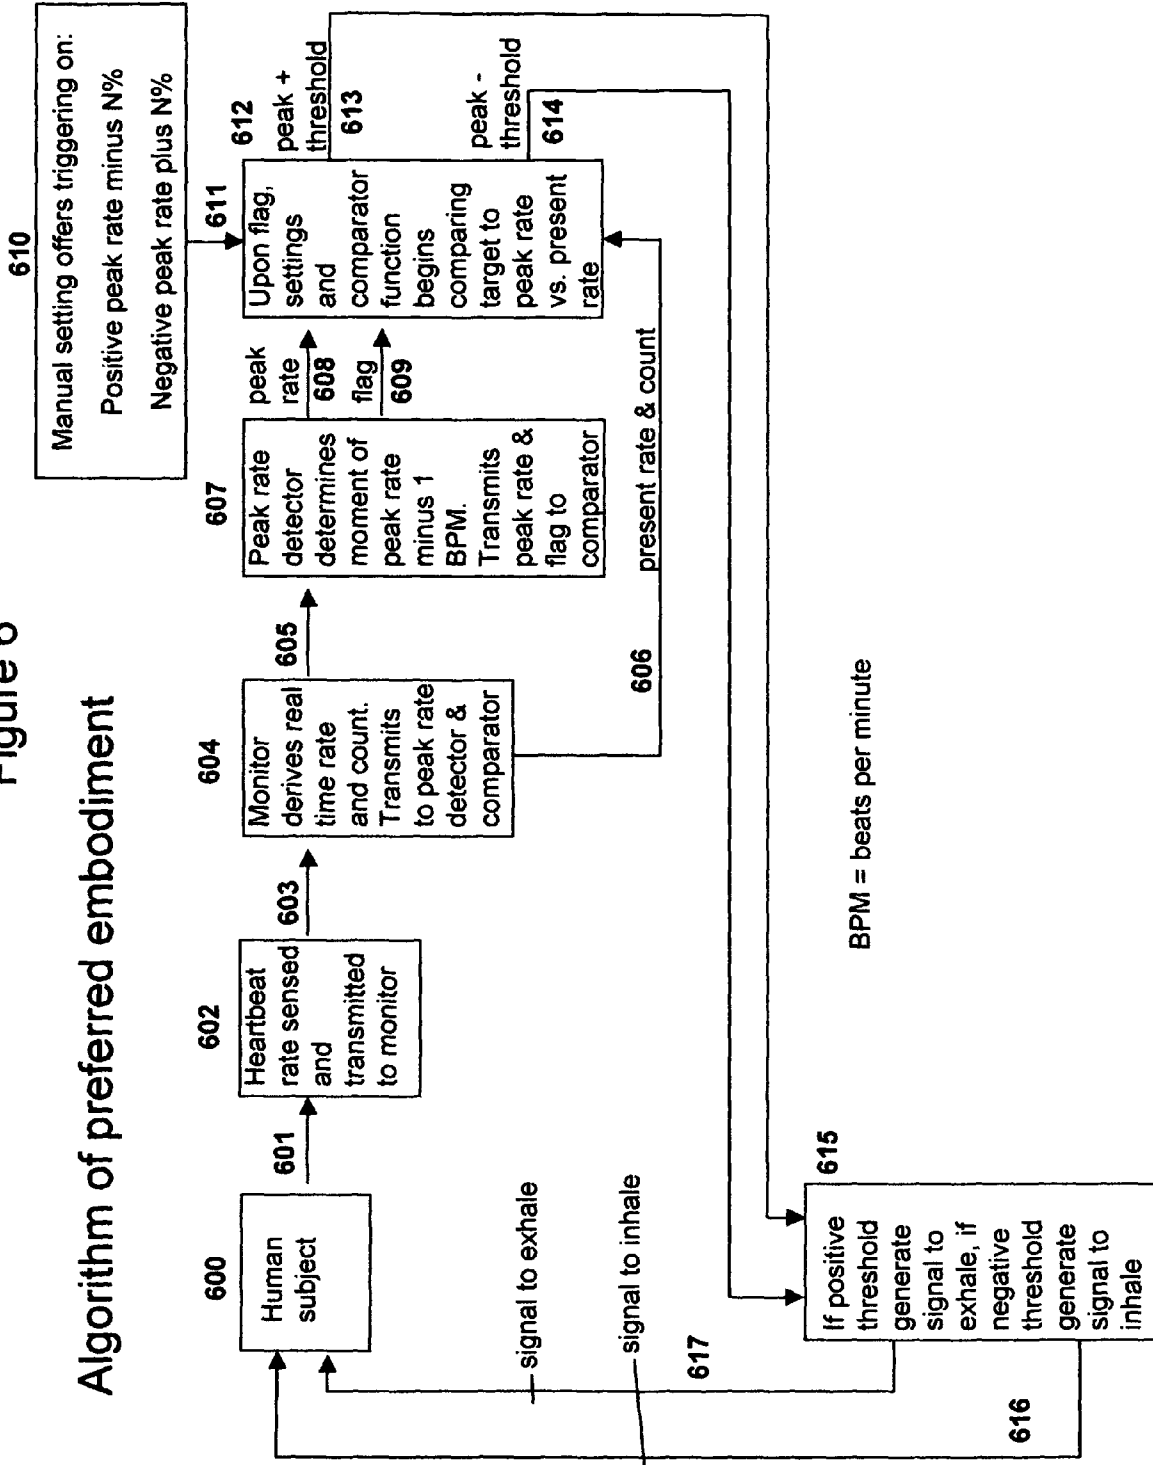 Figure 6
Algorithm of preferred embodiment
600
Human
subject
601
602
Heartbeat
rate sensed
and
transmitted
to monitor
603
604
Monitor
derives real
time rate
and count.
Transmits
to peak rate
detector &
comparator
605
606
present rate & count
607
Peak rate
detector
determines
moment of
peak rate
minus 1
BPM.
Transmits
peak rate &
flag to
comparator
peak
rate
608
flag
609
610
Manual setting offers triggering on:
Positive peak rate minus N%
Negative peak rate plus N%
611
612
Upon flag,
settings
and
comparator
function
begins
comparing
target to
peak rate
vs. present
rate
peak +
threshold
613
peak -
threshold
614
615
If positive
threshold
generate
signal to
exhale, if
negative
threshold
generate
signal to
inhale
616
617
signal to exhale
signal to inhale
BPM = beats per minute